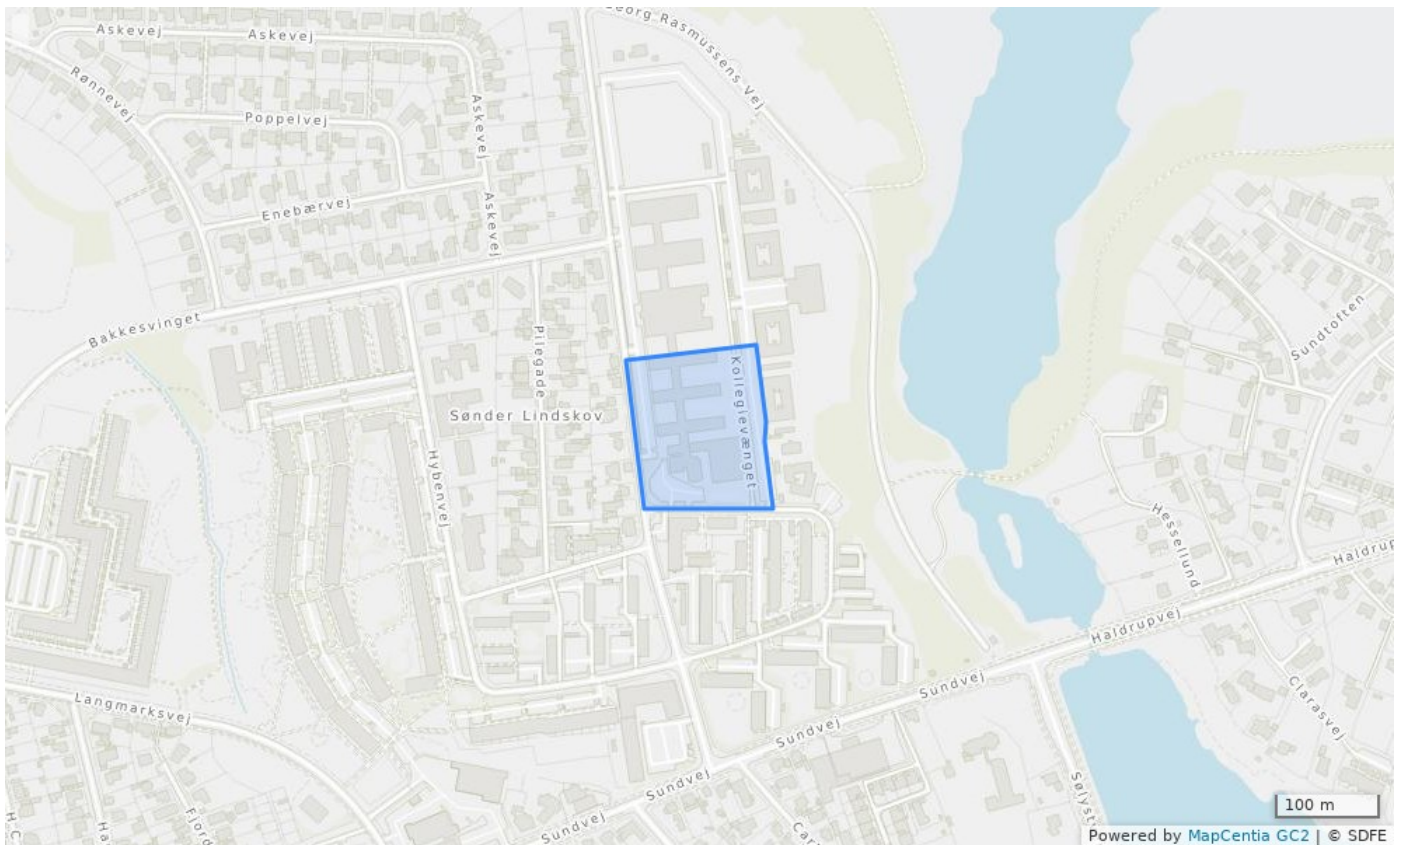 Georg Rasmussens Vej
Askevej
Askevej
Rønnevej
Askevej
Poppelvej
Enebærvej
Askevej
Bakkesvinget
Pilegade
Sundtoften
Kollegievænget
Sønder Lindskov
Hybenvej
Hessellund
Haldrupvej
Sundvej
Clarasvej
Langmarksvej
Sundvej
Sundvej
Sundvej
100 m
Powered by MapCentia GC2 | © SDFE